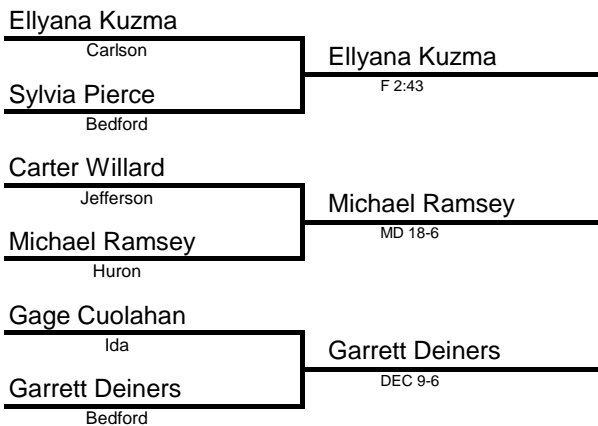 Ellyana Kuzma
Carlson
Ellyana Kuzma
F 2:43
Sylvia Pierce
Bedford
Carter Willard
Jefferson
Michael Ramsey
MD 18-6
Michael Ramsey
Huron
Gage Cuolahan
Ida
Garrett Deiners
DEC 9-6
Garrett Deiners
Bedford